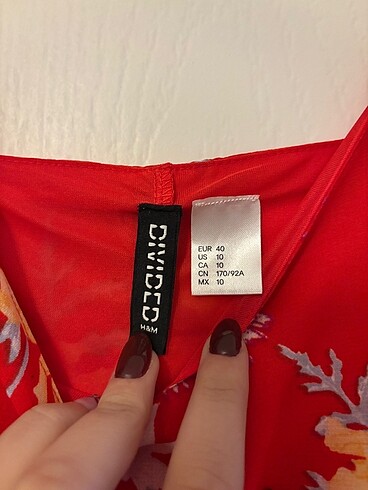 DIVIDED
H&M
EUR 40
US 10
CA 10
CN 170/92A
MX 10